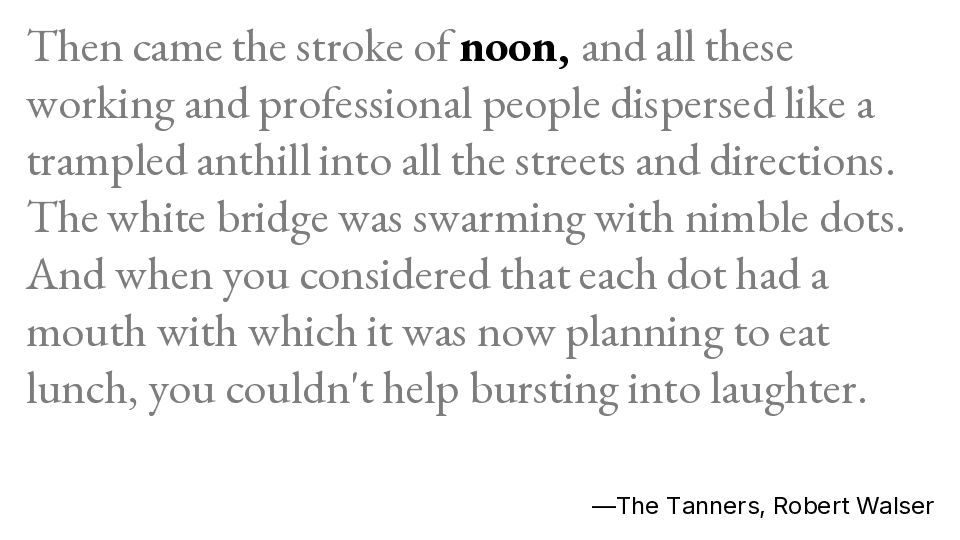 Then came the stroke of noon, and all these
working and professional people dispersed like a
trampled anthill into all the streets and directions.
The white bridge was swarming with nimble dots.
And when you considered that each dot had a
mouth with which it was now planning to eat
lunch, you couldn't help bursting into laughter.
—The Tanners, Robert Walser